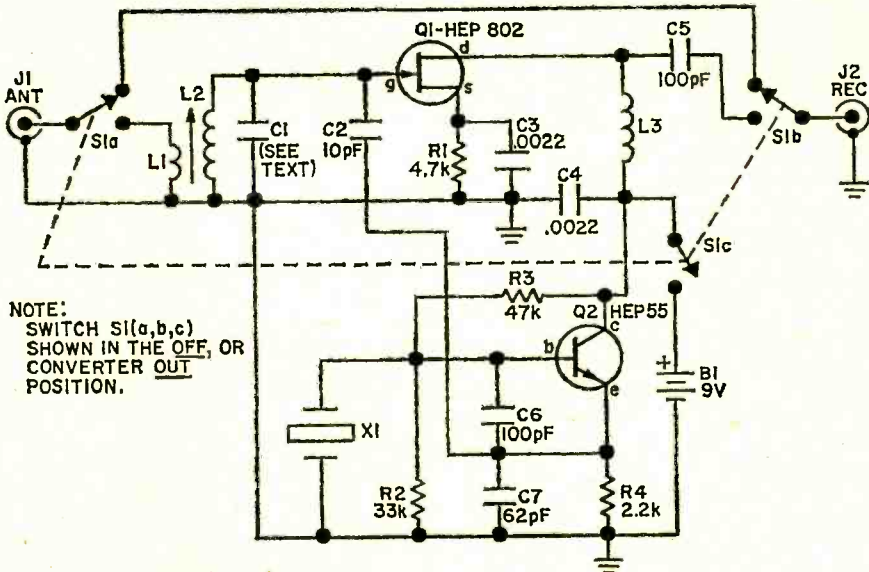 Q1-HEP 802
C5
100pF
J1
ANT
J2
REC
d
g
s
L2
L1
S1a
C1
(SEE
TEXT)
C2
10pF
R1
4.7k
C3
.0022
C4
.0022
L3
S1b
S1c
R3
47k
Q2
HEP55
c
b
e
+
B1
9V
NOTE:
SWITCH S1(a,b,c)
SHOWN IN THE OFF, OR
CONVERTER OUT
POSITION.
X1
C6
100pF
R2
33k
C7
62pF
R4
2.2k